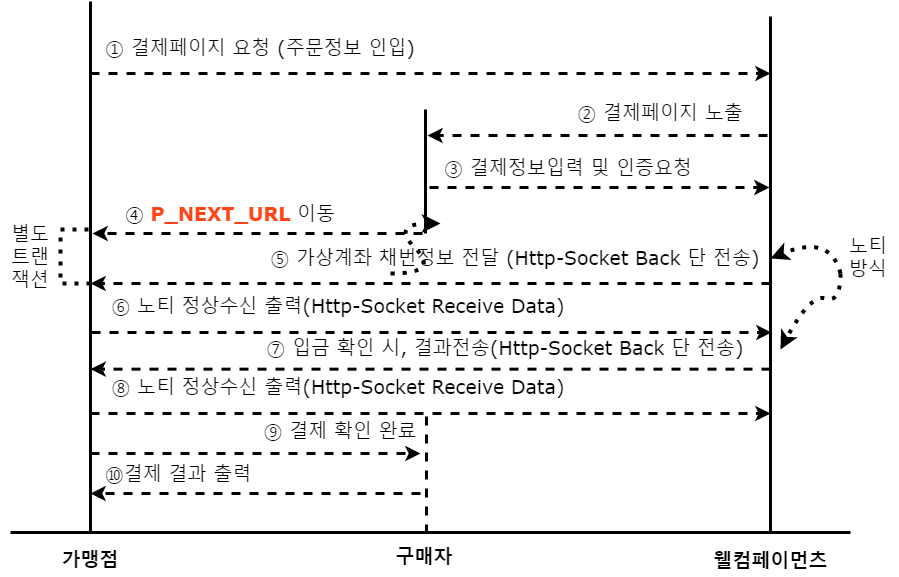 ① 결제페이지 요청 (주문정보 인입)
② 결제페이지 노출
③ 결제정보입력 및 인증요청
④ P_NEXT_URL 이동
별도
트랜
잭션
⑤ 가상계좌 채번정보 전달 (Http-Socket Back 단 전송)
노티
방식
⑥ 노티 정상수신 출력(Http-Socket Receive Data)
⑦ 입금 확인 시, 결과전송(Http-Socket Back 단 전송)
⑧ 노티 정상수신 출력(Http-Socket Receive Data)
⑨ 결제 확인 완료
⑩결제 결과 출력
가맹점
구매자
웰컴페이먼츠